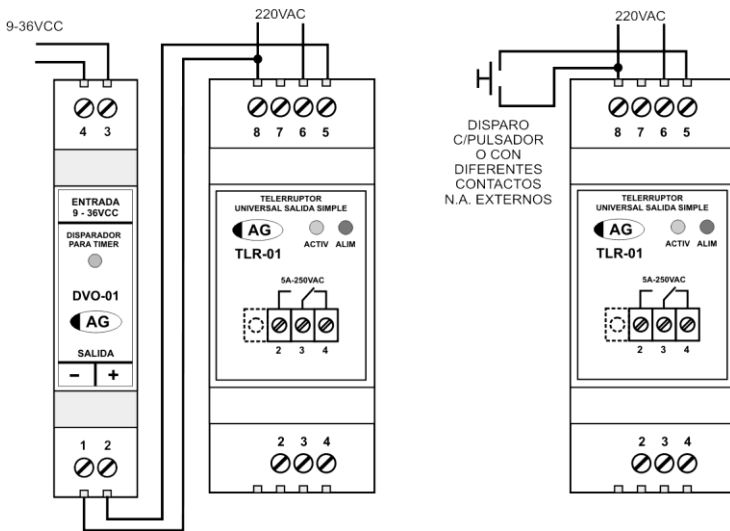 9-36VCC
4 3
ENTRADA
9 - 36VCC
DISPARADOR
PARA TIMER
DVO-01
AG
SALIDA
- +
1 2
220VAC
8 7 6 5
TELERRUPTOR
UNIVERSAL SALIDA SIMPLE
AG
ACTIV ALIM
TLR-01
5A-250VAC
2 3 4
2 3 4
220VAC
DISPARO
C/PULSADOR
O CON
DIFERENTES
CONTACTOS
N.A. EXTERNOS
8 7 6 5
TELERRUPTOR
UNIVERSAL SALIDA SIMPLE
AG
ACTIV ALIM
TLR-01
5A-250VAC
2 3 4
2 3 4